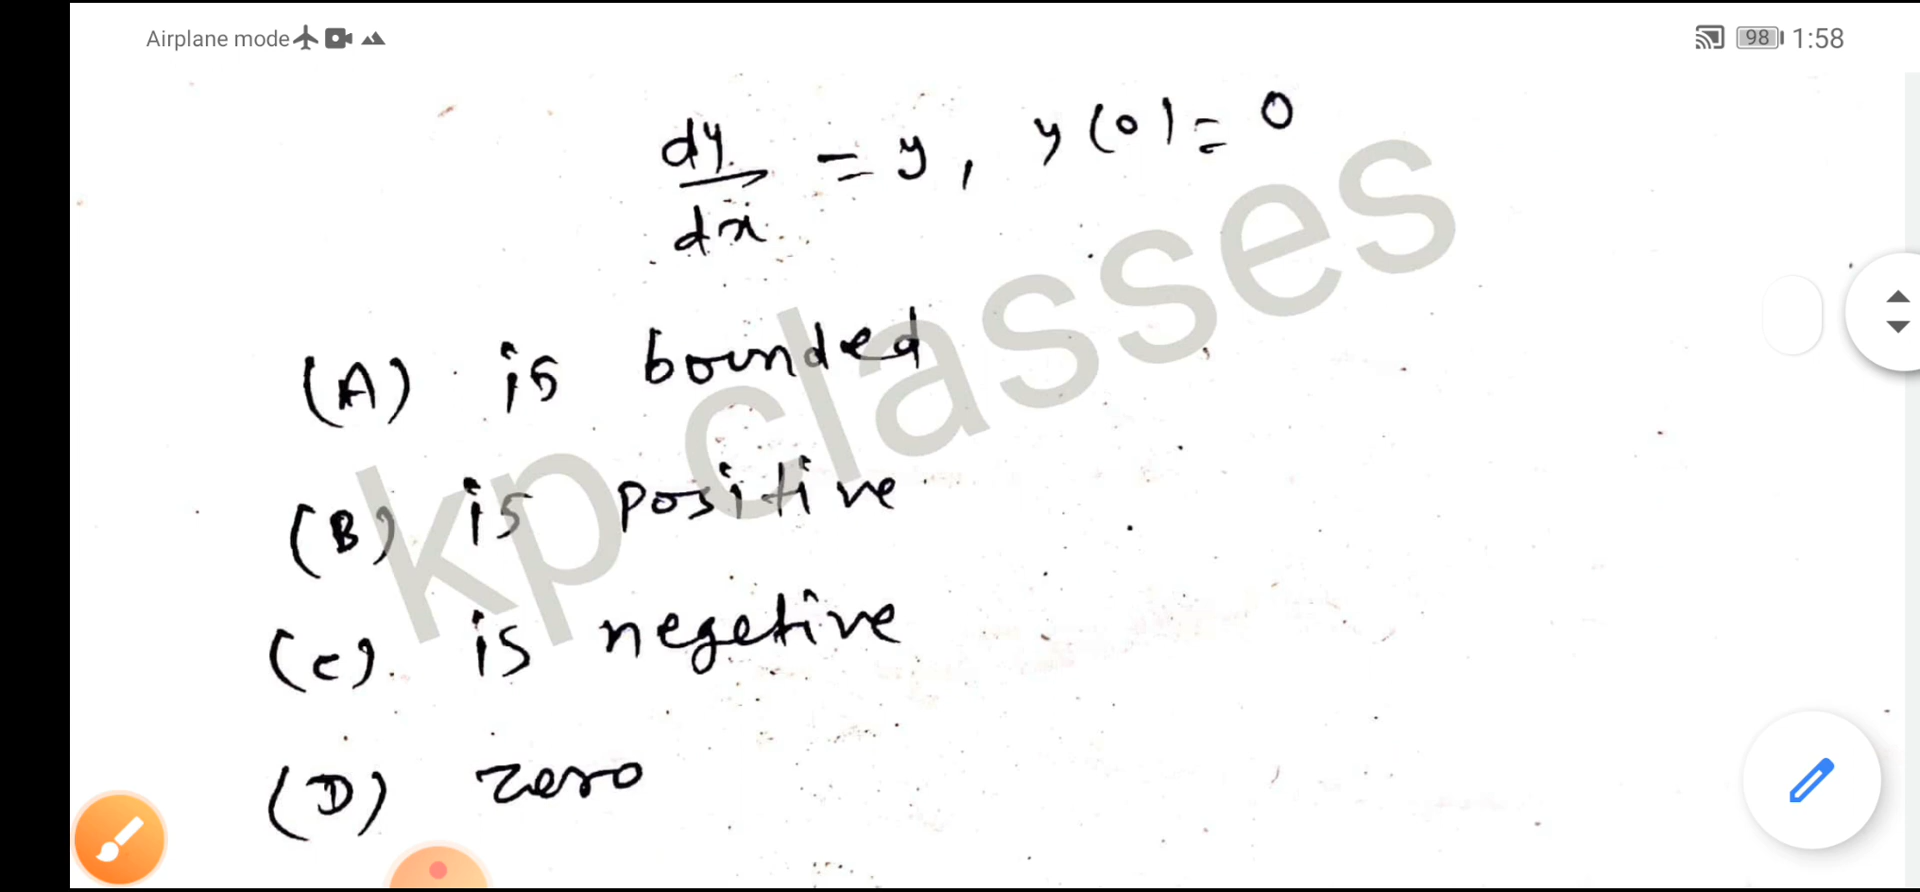 Airplane mode 98 1:58
dy/dx = y, y(0) = 0
(A) is bounded
(B) is positive
(C). is negetive
(D) zero
kp classes